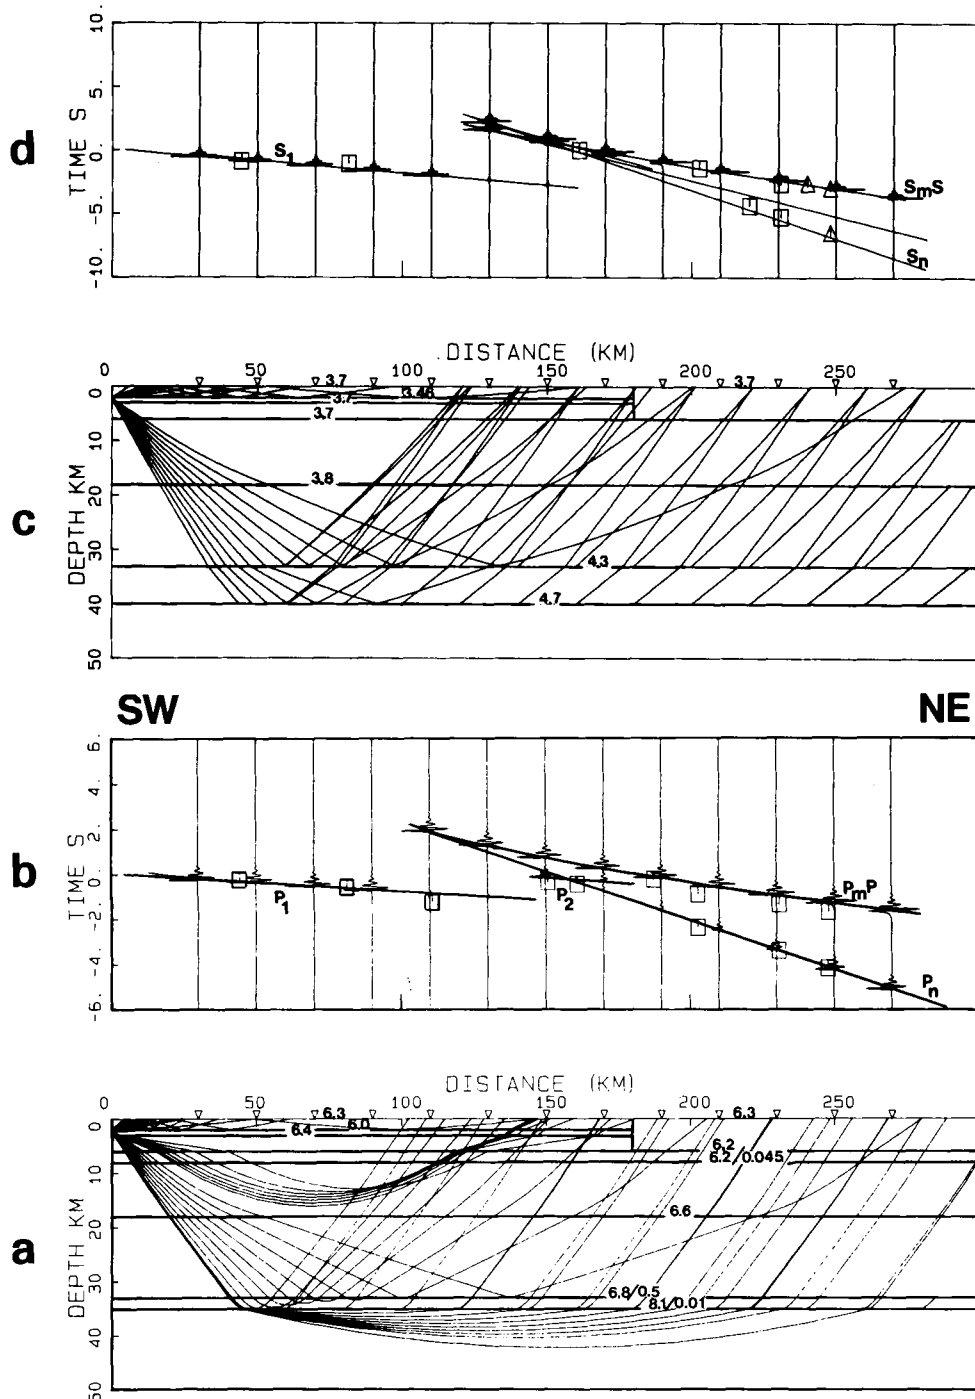 d
TIME S
10.
5.
0.
-5.
-10.
S1
SmS
Sn
c
DISTANCE (KM)
0 50 100 150 200 250
3.7 3.46 3.7
3.7
3.7
3.8
4.3
4.7
DEPTH KM
0
10
20
30
40
50
SW NE
b
TIME S
6.
4.
2.
0.
-2.
-4.
-6.
P1
P2
PmP
Pn
a
DISTANCE (KM)
0 50 100 150 200 250
6.3 6.3
6.4 6.0
6.2
6.2/0.045
6.6
6.8/0.5
8.1/0.01
DEPTH KM
0
10
20
30
40
50